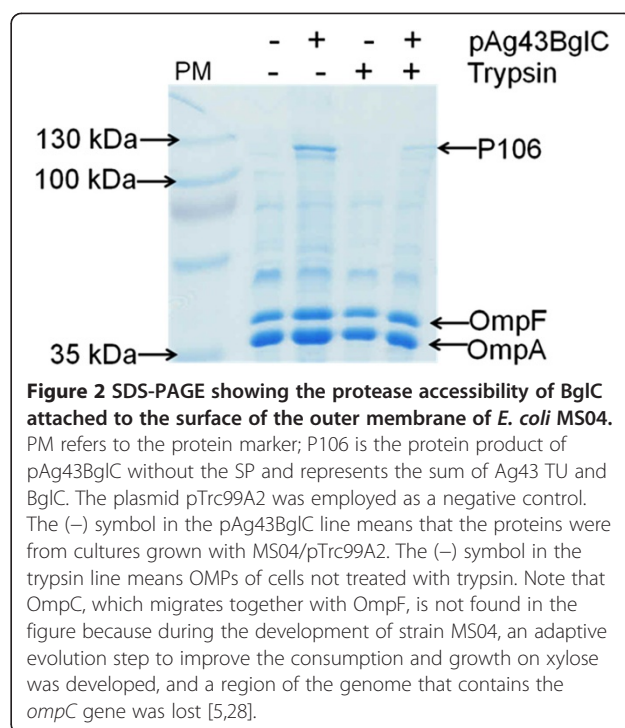 - + - + pAg43BglC
PM - - + + Trypsin
130 kDa
P106
100 kDa
OmpF
35 kDa
OmpA
Figure 2 SDS-PAGE showing the protease accessibility of BglC
attached to the surface of the outer membrane of E. coli MS04.
PM refers to the protein marker; P106 is the protein product of
pAg43BglC without the SP and represents the sum of Ag43 TU and
BglC. The plasmid pTrc99A2 was employed as a negative control.
The (−) symbol in the pAg43BglC line means that the proteins were
from cultures grown with MS04/pTrc99A2. The (−) symbol in the
trypsin line means OMPs of cells not treated with trypsin. Note that
OmpC, which migrates together with OmpF, is not found in the
figure because during the development of strain MS04, an adaptive
evolution step to improve the consumption and growth on xylose
was developed, and a region of the genome that contains the
ompC gene was lost [5,28].